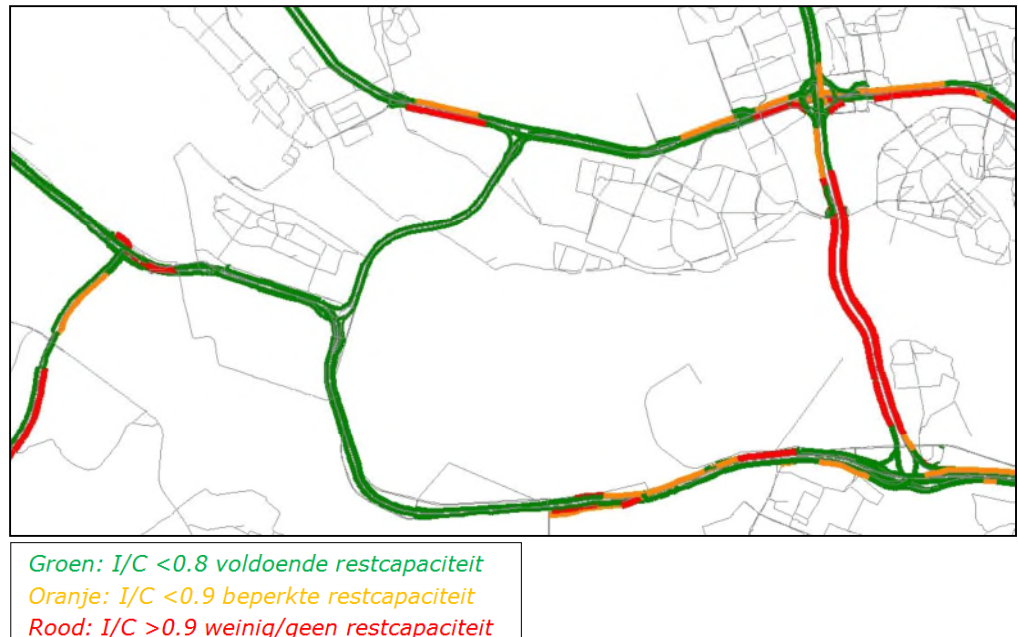 Groen: I/C <0.8 voldoende restcapaciteit
Oranje: I/C <0.9 beperkte restcapaciteit
Rood: I/C >0.9 weinig/geen restcapaciteit